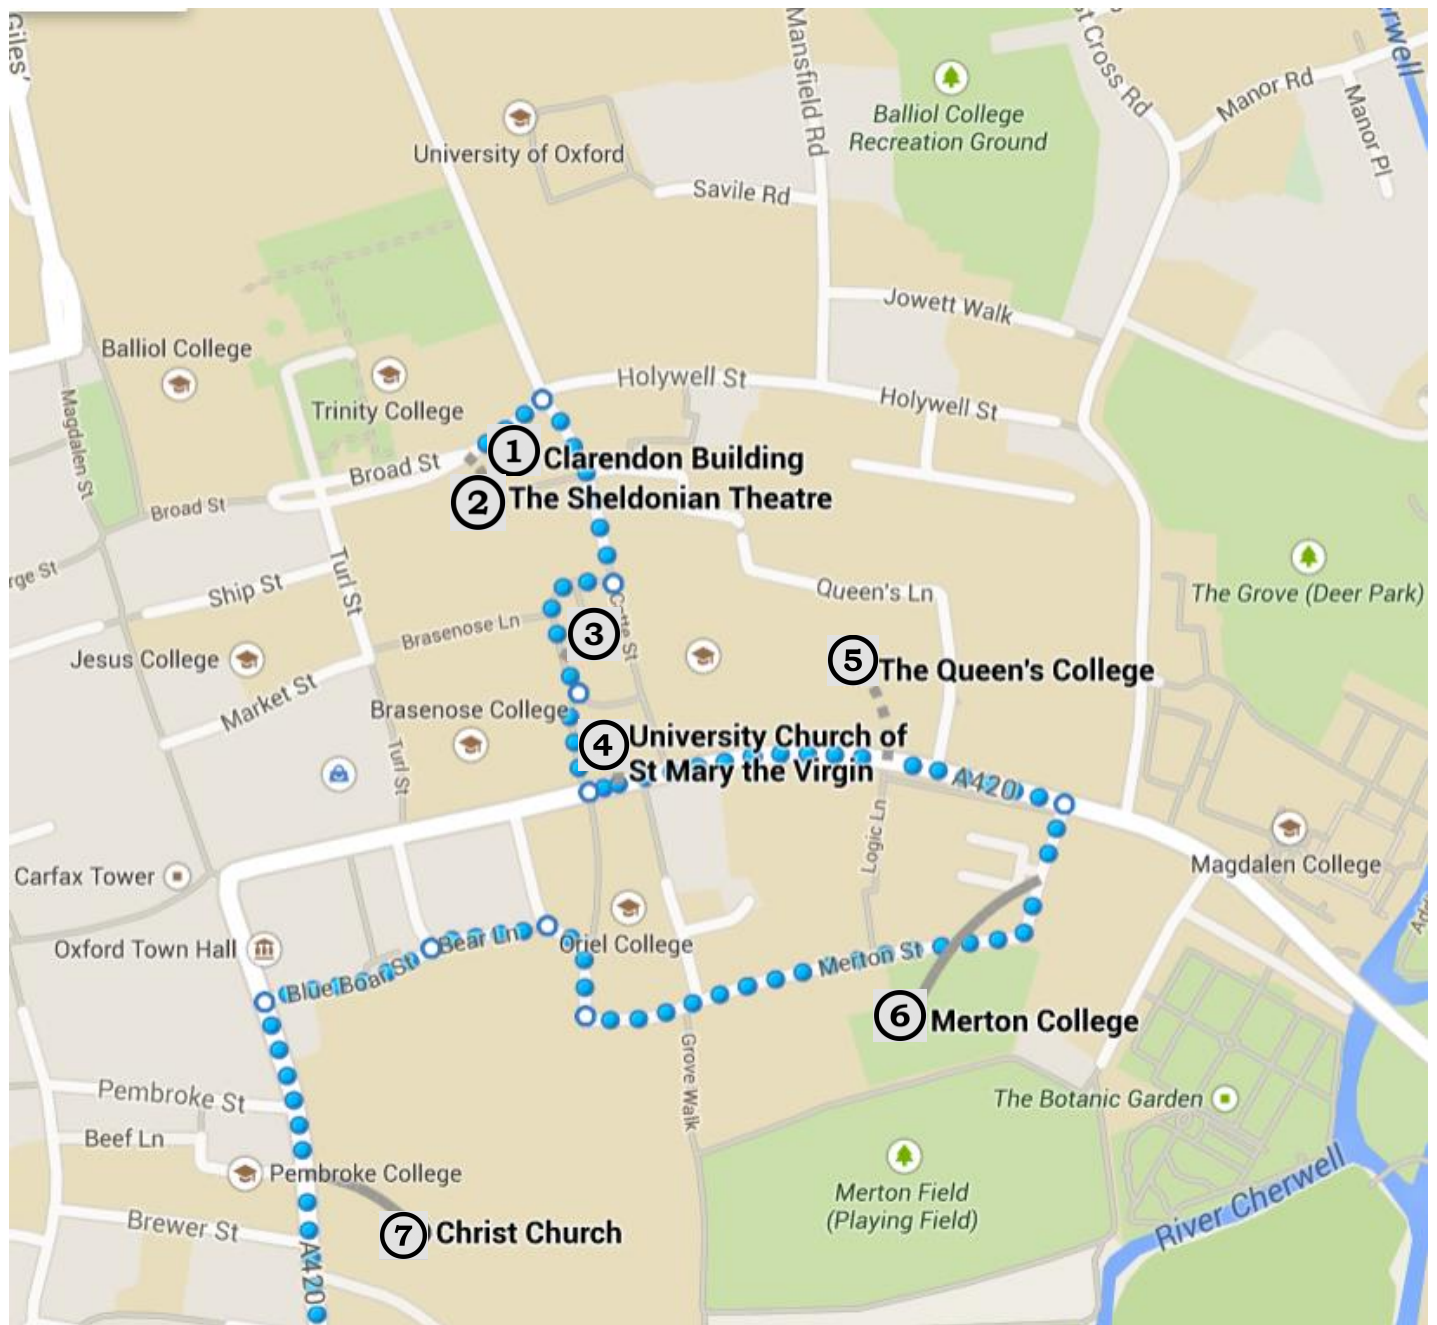 Giles'
Mansfield Rd
Cross Rd
Manor Rd
Manor Pl
Balliol College
Recreation Ground
University of Oxford
Savile Rd
Jowett Walk
Balliol College
Trinity College
Holywell St
Holywell St
Magdalen St
Broad St
Broad St
1 Clarendon Building
2 The Sheldonian Theatre
Turl St
Ship St
Queen's Ln
The Grove (Deer Park)
Brasenose Ln
3
St
Jesus College
Market St
5 The Queen's College
Brasenose College
Turl St
4 University Church of
St Mary the Virgin
A420
Logic Ln
Carfax Tower
Magdalen College
Oxford Town Hall
Oriel College
Bear Ln
Blue Boar St
Merton St
6 Merton College
Grove Walk
Pembroke St
Beef Ln
Pembroke College
The Botanic Garden
Merton Field
(Playing Field)
River Cherwell
Brewer St
7 Christ Church
A420